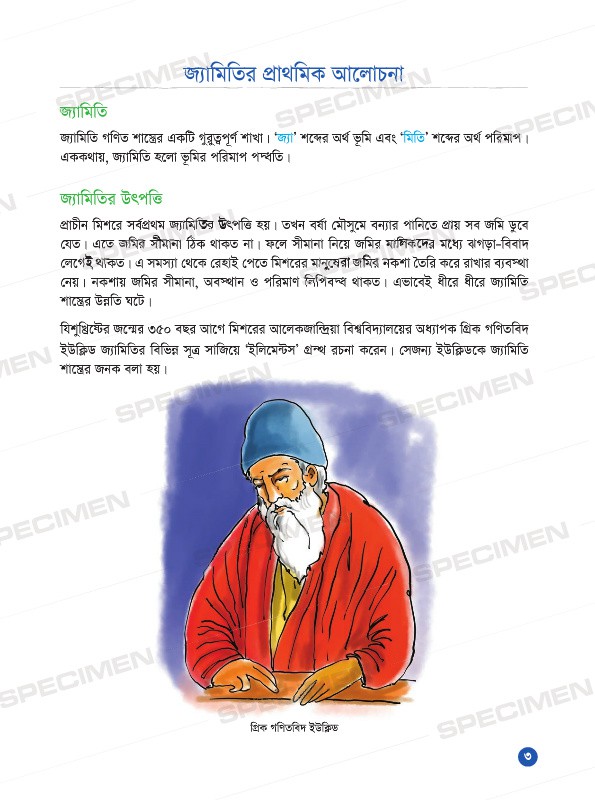 জ্যামিতির প্রাথমিক আলোচনা
জ্যামিতি
জ্যামিতি গণিত শাস্ত্রের একটি গুরুত্বপূর্ণ শাখা। ‘জ্যা’ শব্দের অর্থ ভূমি এবং ‘মিতি’ শব্দের অর্থ পরিমাপ।
এককথায়, জ্যামিতি হলো ভূমির পরিমাপ পদ্ধতি।
জ্যামিতির উৎপত্তি
প্রাচীন মিশরে সর্বপ্রথম জ্যামিতির উৎপত্তি হয়। তখন বর্ষা মৌসুমে বন্যার পানিতে প্রায় সব জমি ডুবে
যেত। এতে জমির সীমানা ঠিক থাকত না। ফলে সীমানা নিয়ে জমির মালিকদের মধ্যে ঝগড়া-বিবাদ
লেগেই থাকত। এ সমস্যা থেকে রেহাই পেতে মিশরের মানুষেরা জমির নকশা তৈরি করে রাখার ব্যবস্থা
নেয়। নকশায় জমির সীমানা, অবস্থান ও পরিমাণ লিপিবদ্ধ থাকত। এভাবেই ধীরে ধীরে জ্যামিতি
শাস্ত্রের উন্নতি ঘটে।
যিশুখ্রিষ্টের জন্মের ৩৫০ বছর আগে মিশরের আলেকজান্দ্রিয়া বিশ্ববিদ্যালয়ের অধ্যাপক গ্রিক গণিতবিদ
ইউক্লিড জ্যামিতির বিভিন্ন সূত্র সাজিয়ে ‘ইলিমেন্টস’ গ্রন্থ রচনা করেন। সেজন্য ইউক্লিডকে জ্যামিতি
শাস্ত্রের জনক বলা হয়।
গ্রিক গণিতবিদ ইউক্লিড
৩
SPECIMEN
SPECIMEN
SPECIMEN
SPECIMEN
SPECIMEN
SPECIMEN
SPECIMEN
SPECIMEN
SPECIMEN
SPECIMEN
SPECIMEN
SPECIMEN